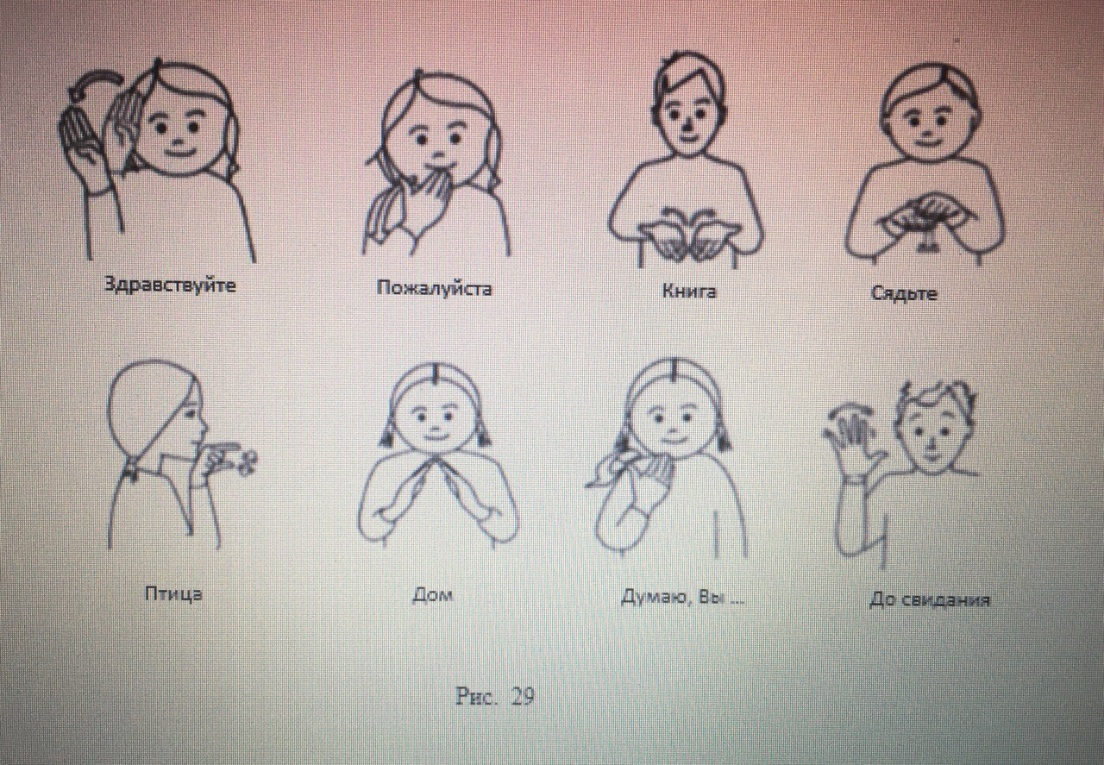 Здравствуйте
Пожалуйста
Книга
Сядьте
Птица
Дом
Думаю, Вы ...
До свидания
Рис. 29